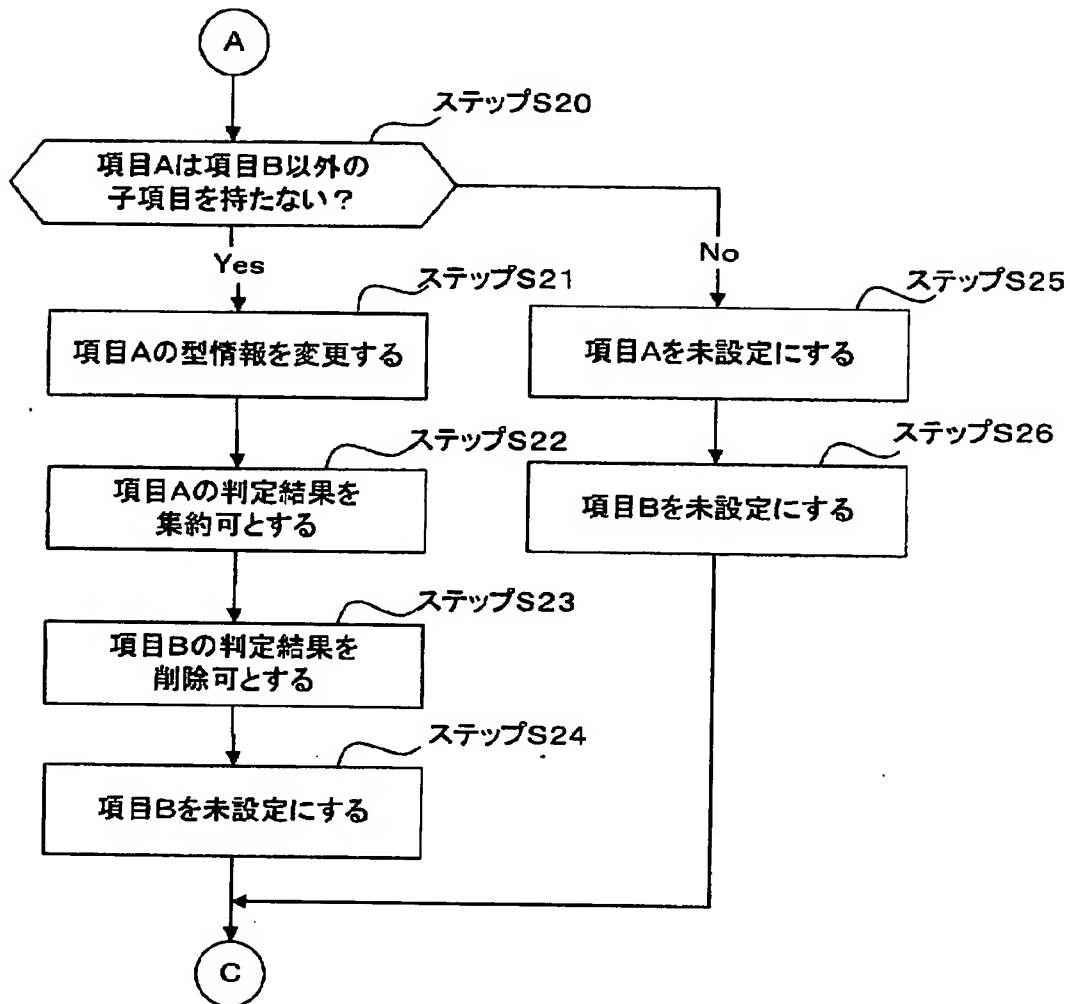 A
ステップS20
項目Aは項目B以外の
子項目を持たない？
Yes
No
ステップS21
項目Aの型情報を変更する
ステップS22
項目Aの判定結果を
集約可とする
ステップS23
項目Bの判定結果を
削除可とする
ステップS24
項目Bを未設定にする
ステップS25
項目Aを未設定にする
ステップS26
項目Bを未設定にする
C